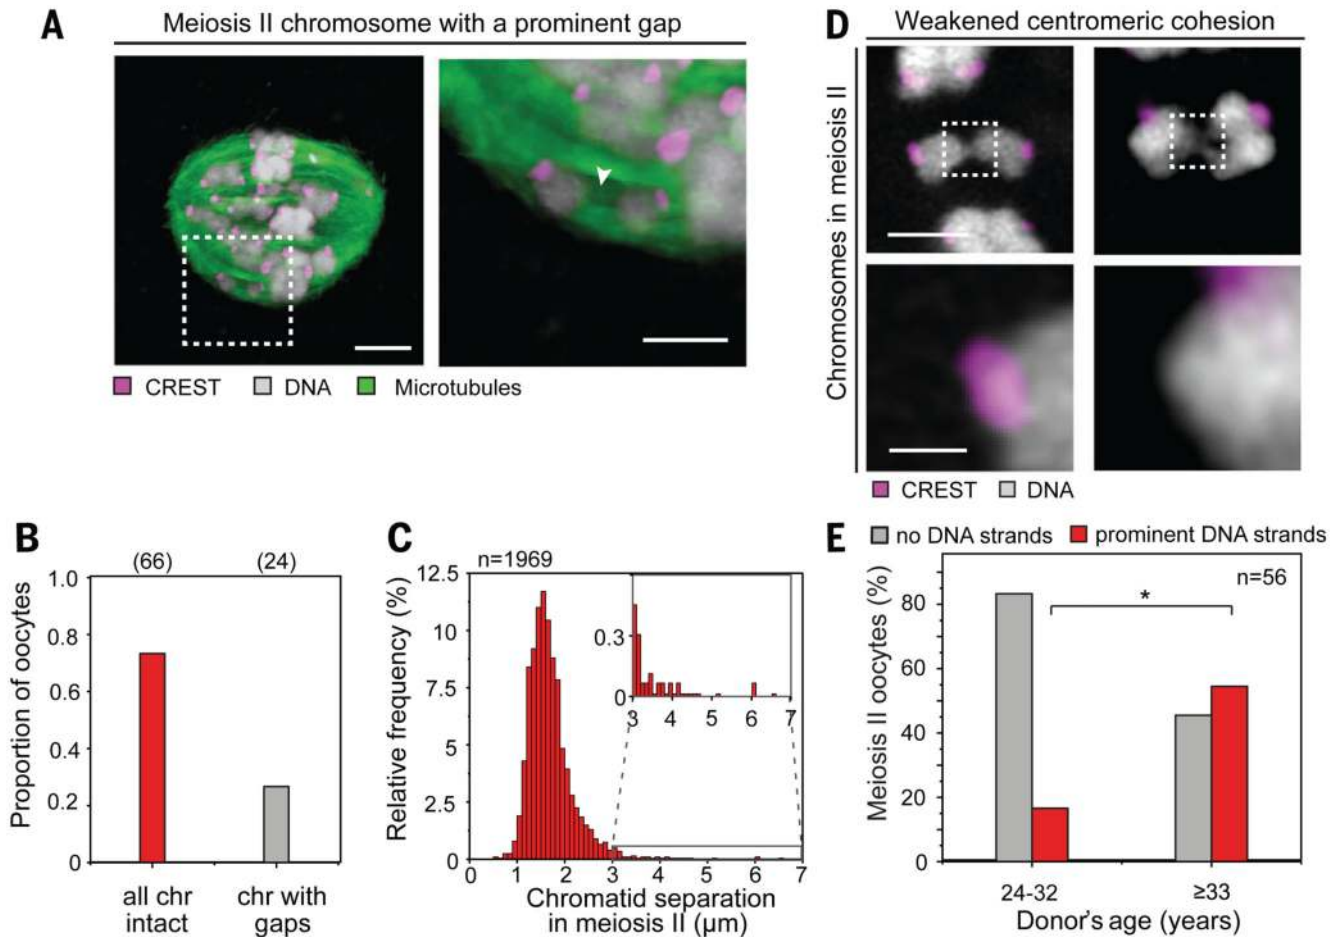 A
Meiosis II chromosome with a prominent gap
CREST DNA Microtubules
D
Weakened centromeric cohesion
Chromosomes in meiosis II
CREST DNA
B
(66) (24)
Proportion of oocytes
1.0
0.8
0.6
0.4
0.2
0
all chr intact
chr with gaps
C
n=1969
Relative frequency (%)
12.5
10
7.5
5
2.5
0
0 1 2 3 4 5 6 7
0.3
0
3 4 5 6 7
Chromatid separation
in meiosis II (µm)
E
no DNA strands prominent DNA strands
n=56
*
Meiosis II oocytes (%)
80
60
40
20
0
24-32 ≥33
Donor's age (years)